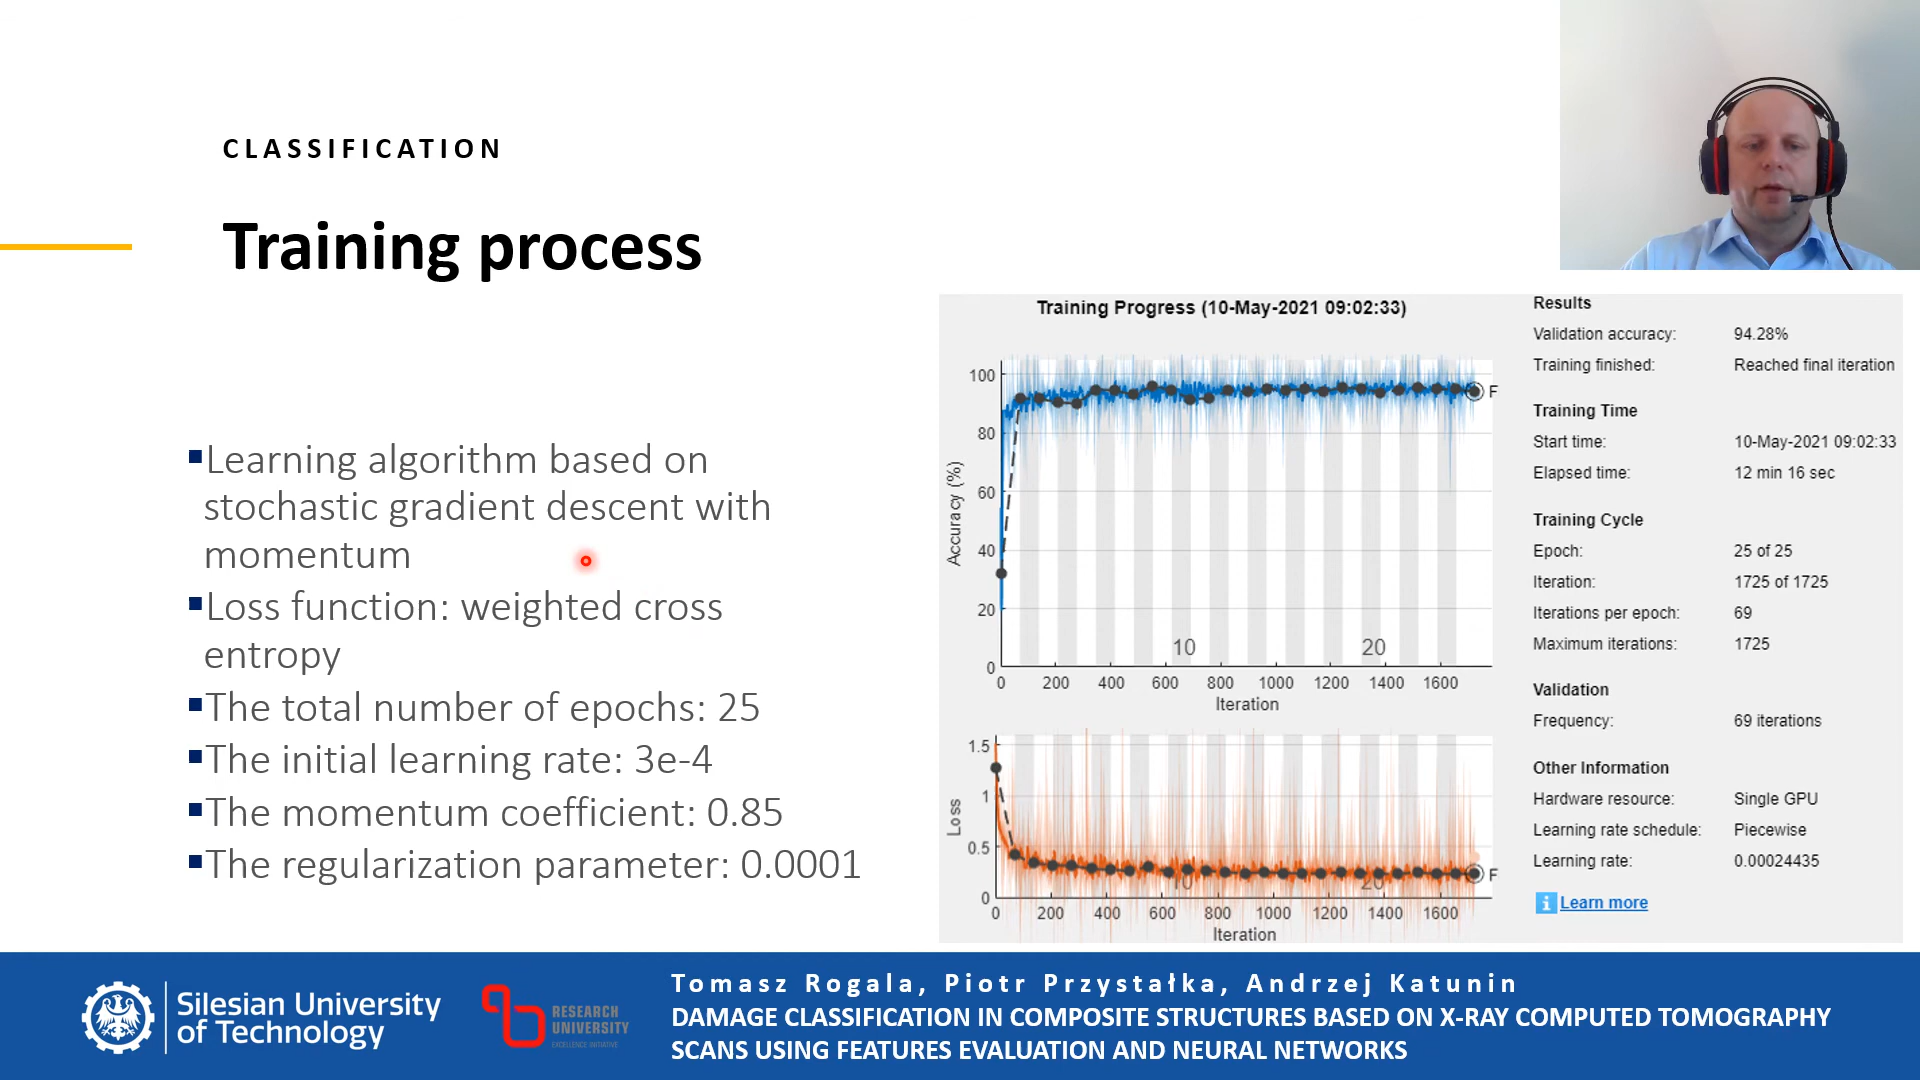 CLASSIFICATION
Training process
▪Learning algorithm based on
stochastic gradient descent with
momentum
▪Loss function: weighted cross
entropy
▪The total number of epochs: 25
▪The initial learning rate: 3e-4
▪The momentum coefficient: 0.85
▪The regularization parameter: 0.0001
Training Progress (10-May-2021 09:02:33)
100
80
60
40
20
0
Accuracy (%)
10
20
F
0 200 400 600 800 1000 1200 1400 1600
Iteration
1.5
1
0.5
0
Loss
10
20
F
0 200 400 600 800 1000 1200 1400 1600
Iteration
Results
Validation accuracy: 94.28%
Training finished: Reached final iteration
Training Time
Start time: 10-May-2021 09:02:33
Elapsed time: 12 min 16 sec
Training Cycle
Epoch: 25 of 25
Iteration: 1725 of 1725
Iterations per epoch: 69
Maximum iterations: 1725
Validation
Frequency: 69 iterations
Other Information
Hardware resource: Single GPU
Learning rate schedule: Piecewise
Learning rate: 0.00024435
i Learn more
Silesian University
of Technology
RESEARCH
UNIVERSITY
EXCELLENCE INITIATIVE
Tomasz Rogala, Piotr Przystałka, Andrzej Katunin
DAMAGE CLASSIFICATION IN COMPOSITE STRUCTURES BASED ON X-RAY COMPUTED TOMOGRAPHY
SCANS USING FEATURES EVALUATION AND NEURAL NETWORKS